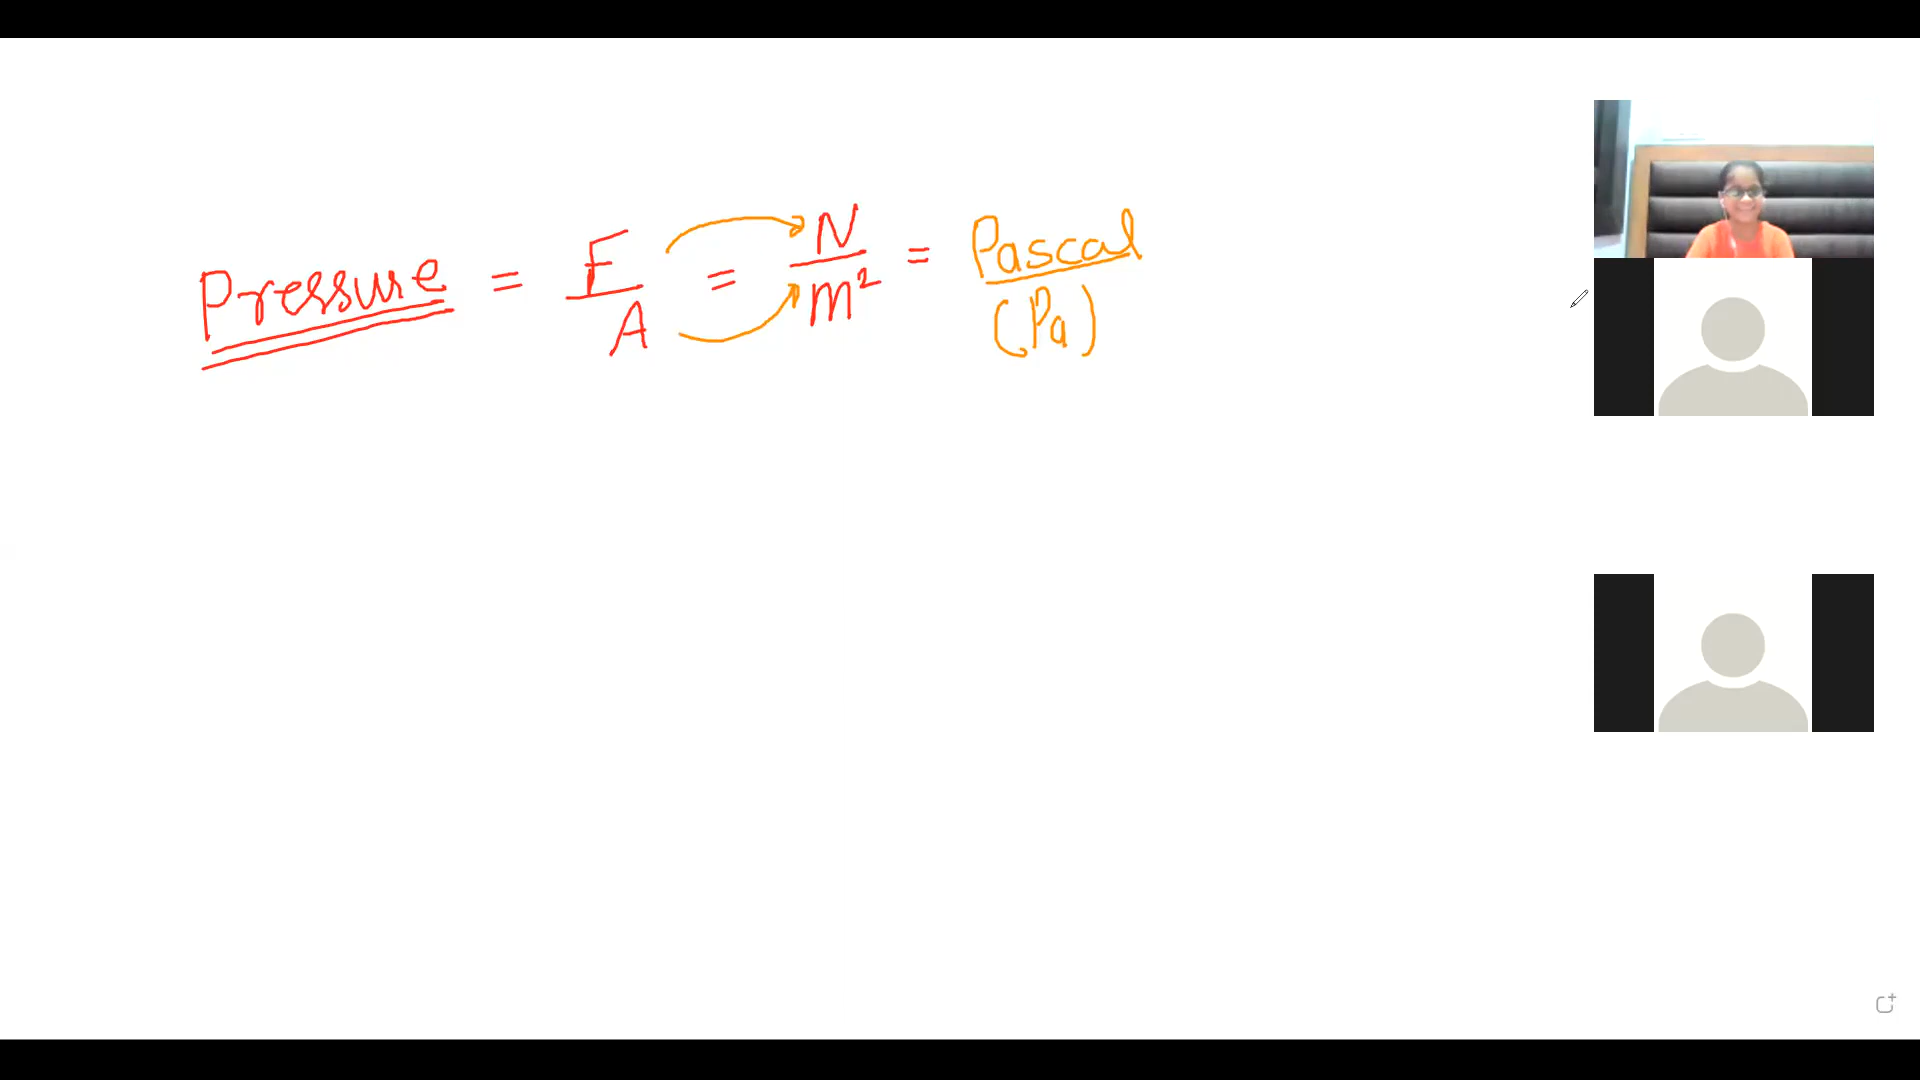 Pressure = F/A = N/m² = Pascal
(Pa)